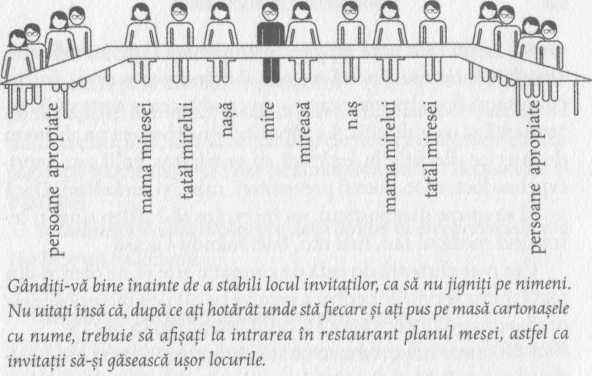 persoane apropiate
mama miresei
tatăl mirelui
nașa
mire
mireasă
naș
mama mirelui
tatăl miresei
persoane apropiate
Gândiți-vă bine înainte de a stabili locul invitaților, ca să nu jigniți pe nimeni.
Nu uitați însă că, după ce ați hotărât unde stă fiecare și ați pus pe masă cartonașele
cu nume, trebuie să afișați la intrarea în restaurant planul mesei, astfel ca
invitații să-și găsească ușor locurile.